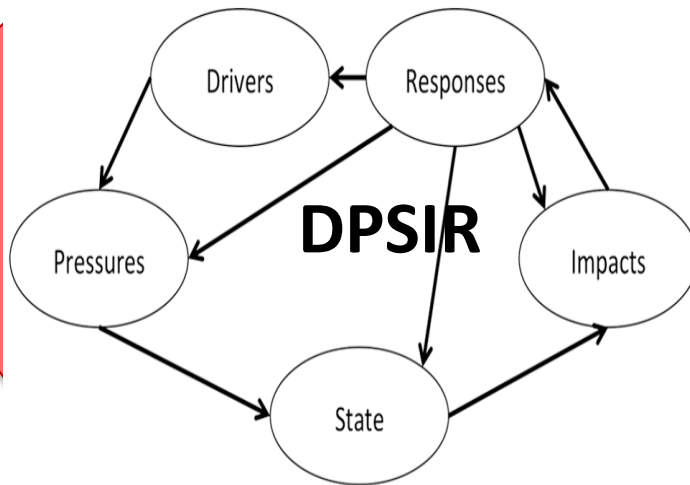 Drivers
Responses
DPSIR
Pressures
Impacts
State